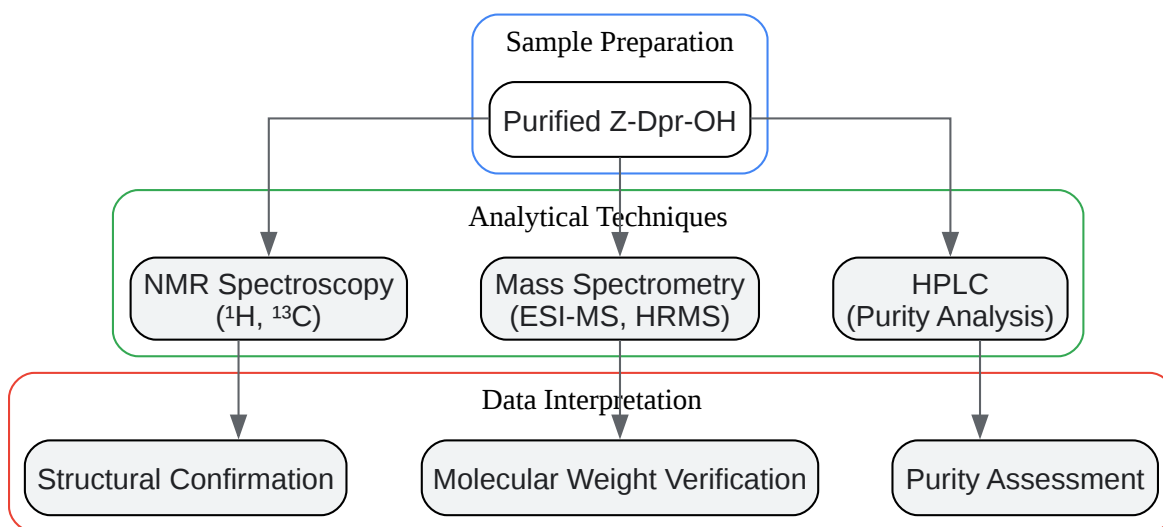 Sample Preparation
Purified Z-Dpr-OH
Analytical Techniques
NMR Spectroscopy
(¹H, ¹³C)
Mass Spectrometry
(ESI-MS, HRMS)
HPLC
(Purity Analysis)
Data Interpretation
Structural Confirmation
Molecular Weight Verification
Purity Assessment